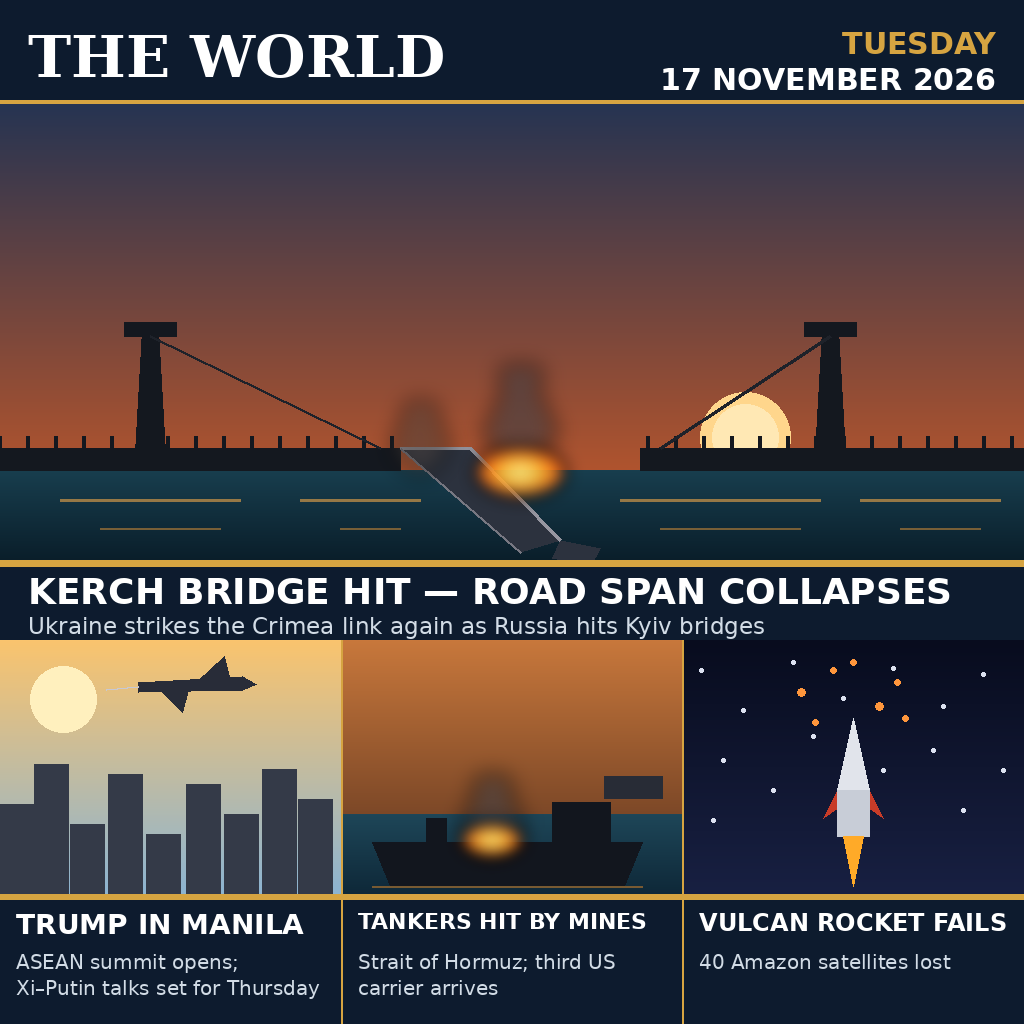 THE WORLD
TUESDAY
17 NOVEMBER 2026
KERCH BRIDGE HIT — ROAD SPAN COLLAPSES
Ukraine strikes the Crimea link again as Russia hits Kyiv bridges
TRUMP IN MANILA
ASEAN summit opens;
Xi–Putin talks set for Thursday
TANKERS HIT BY MINES
Strait of Hormuz; third US
carrier arrives
VULCAN ROCKET FAILS
40 Amazon satellites lost